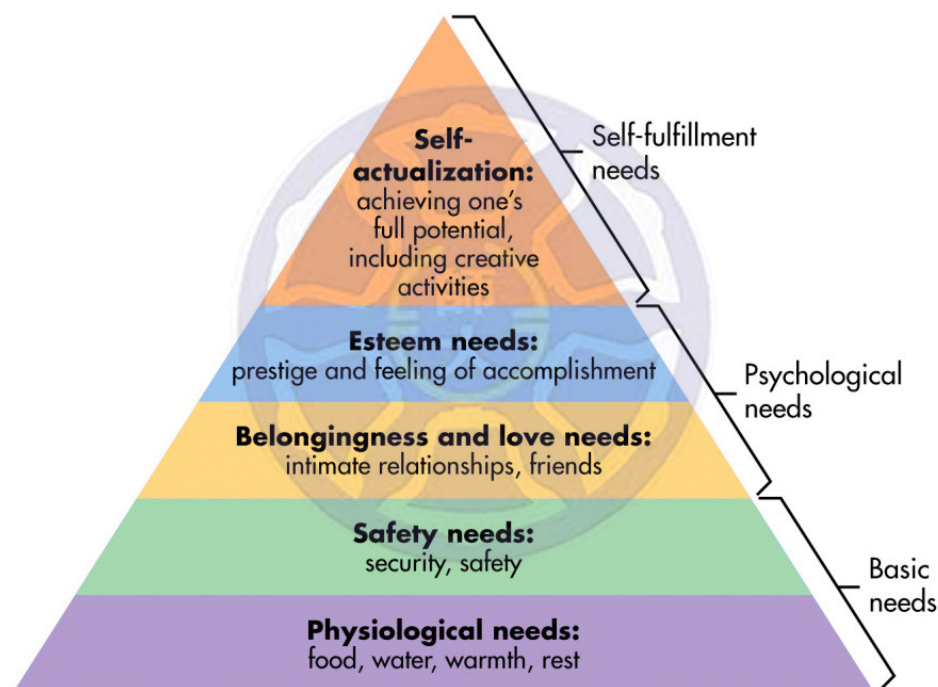 Self-
actualization:
achieving one's
full potential,
including creative
activities
Self-fulfillment
needs
Esteem needs:
prestige and feeling of accomplishment
Psychological
needs
Belongingness and love needs:
intimate relationships, friends
Safety needs:
security, safety
Basic
needs
Physiological needs:
food, water, warmth, rest